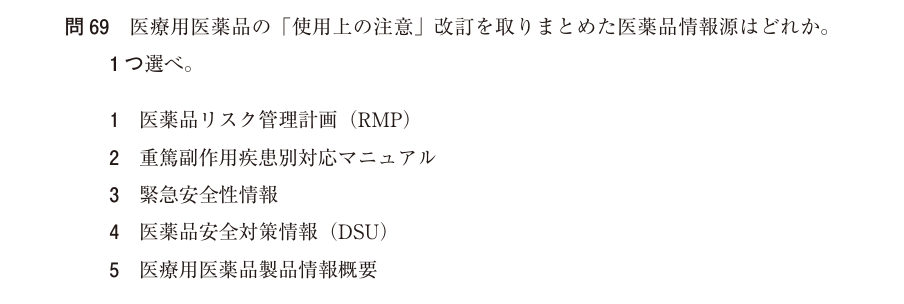 問69　医療用医薬品の「使用上の注意」改訂を取りまとめた医薬品情報源はどれか。
1つ選べ。
1　医薬品リスク管理計画（RMP）
2　重篤副作用疾患別対応マニュアル
3　緊急安全性情報
4　医薬品安全対策情報（DSU）
5　医療用医薬品製品情報概要